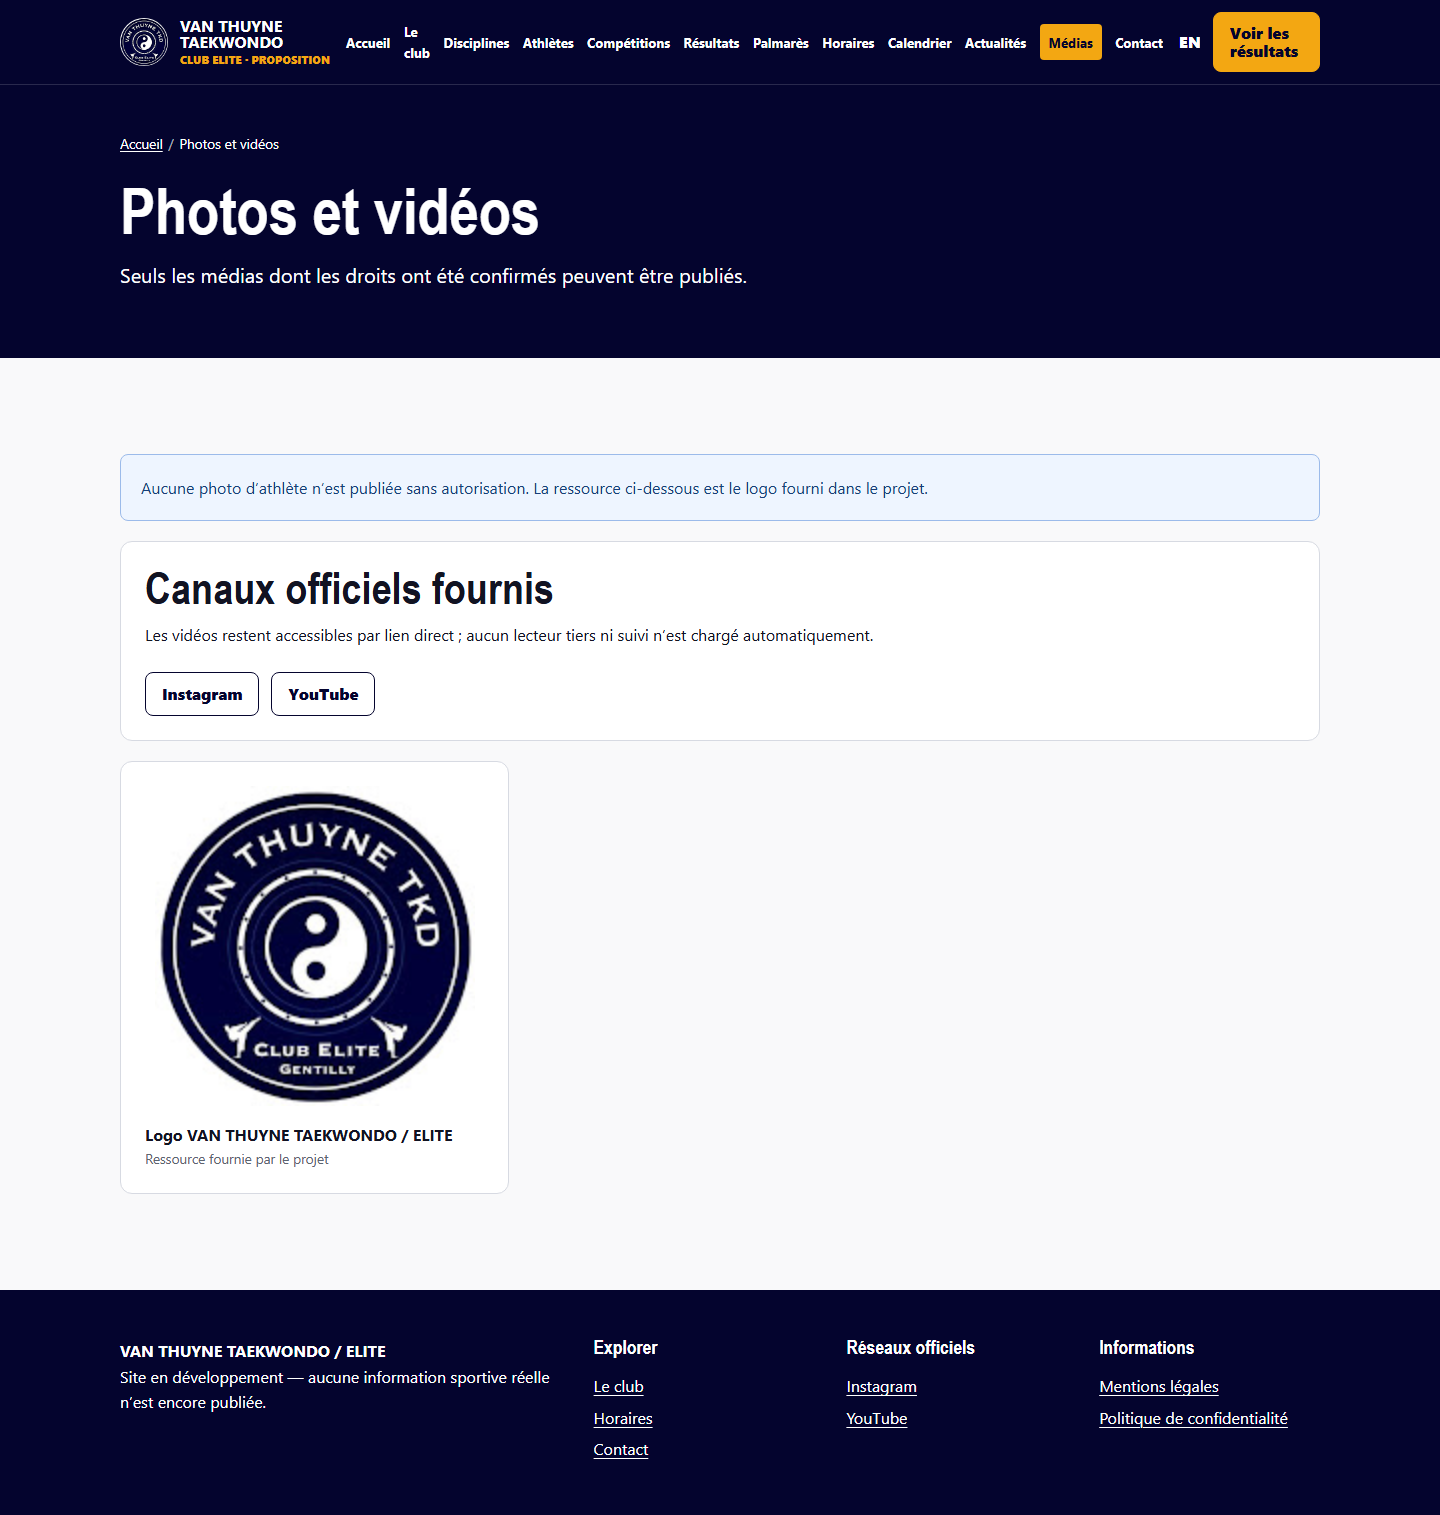 VAN THUYNE TKD
VAN THUYNE
TAEKWONDO
CLUB ELITE · PROPOSITION
Accueil
Le
club
Disciplines
Athlètes
Compétitions
Résultats
Palmarès
Horaires
Calendrier
Actualités
Médias
Contact
EN
Voir les
résultats
Accueil / Photos et vidéos
Photos et vidéos
Seuls les médias dont les droits ont été confirmés peuvent être publiés.
Aucune photo d’athlète n’est publiée sans autorisation. La ressource ci-dessous est le logo fourni dans le projet.
Canaux officiels fournis
Les vidéos restent accessibles par lien direct ; aucun lecteur tiers ni suivi n’est chargé automatiquement.
Instagram
YouTube
VAN THUYNE TKD
CLUB ELITE
GENTILLY
Logo VAN THUYNE TAEKWONDO / ELITE
Ressource fournie par le projet
VAN THUYNE TAEKWONDO / ELITE
Site en développement — aucune information sportive réelle
n’est encore publiée.
Explorer
Le club
Horaires
Contact
Réseaux officiels
Instagram
YouTube
Informations
Mentions légales
Politique de confidentialité